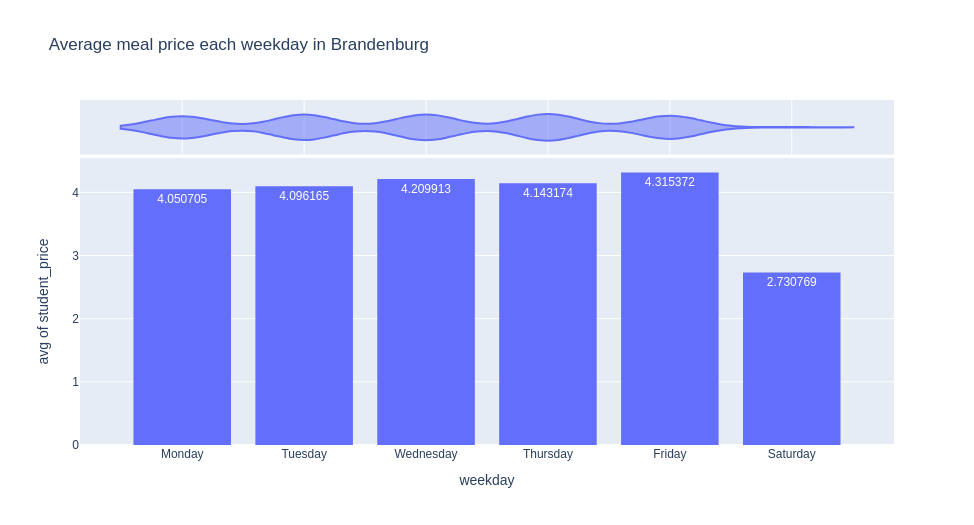 Average meal price each weekday in Brandenburg
4.050705
4.096165
4.209913
4.143174
4.315372
2.730769
4
3
2
1
0
avg of student_price
Monday
Tuesday
Wednesday
Thursday
Friday
Saturday
weekday